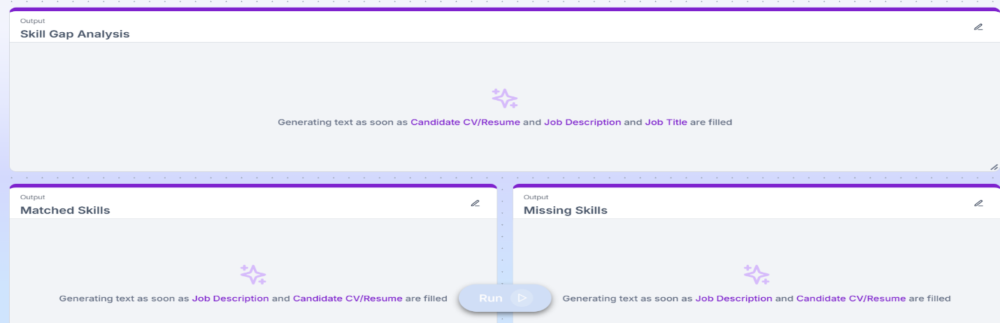 Output
Skill Gap Analysis
Generating text as soon as Candidate CV/Resume and Job Description and Job Title are filled
Output
Matched Skills
Generating text as soon as Job Description and Candidate CV/Resume are filled
Output
Missing Skills
Generating text as soon as Job Description and Candidate CV/Resume are filled
Run